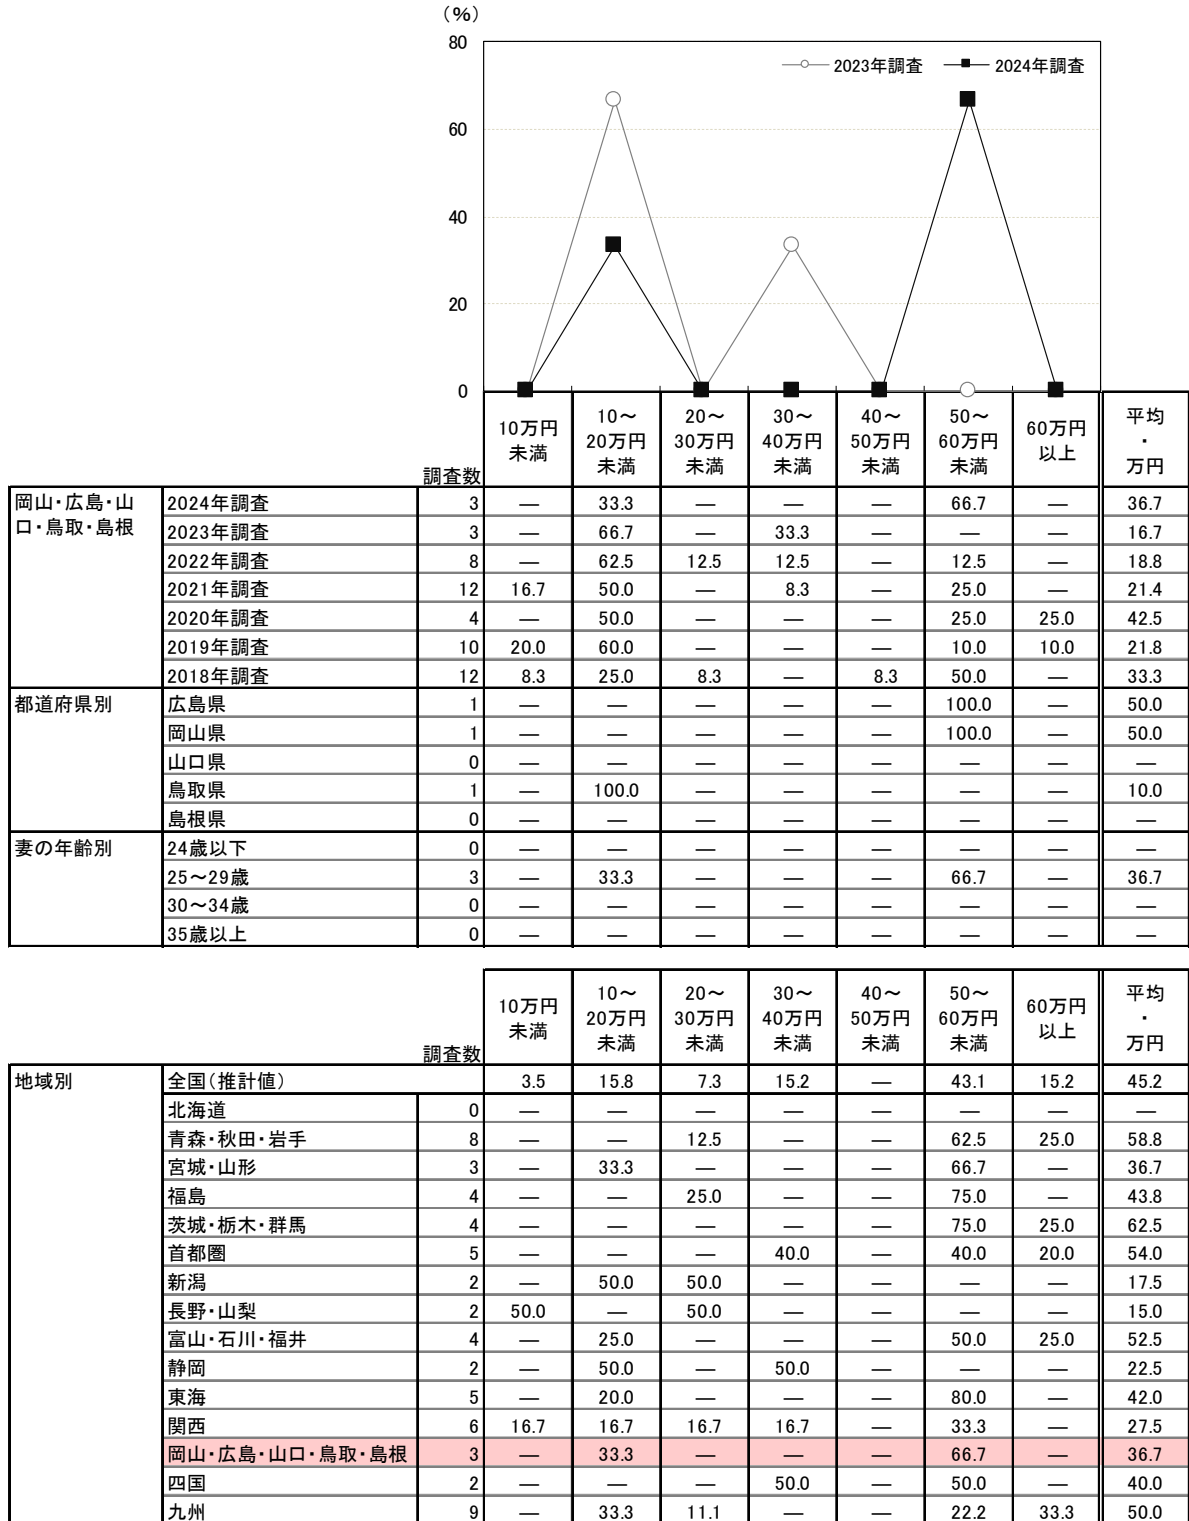 (%)
80
2023年調査 2024年調査
60
40
20
0
調査数 10万円未満 10～20万円未満 20～30万円未満 30～40万円未満 40～50万円未満 50～60万円未満 60万円以上 平均・万円
岡山・広島・山口・鳥取・島根 2024年調査 3 — 33.3 — — — 66.7 — 36.7
2023年調査 3 — 66.7 — 33.3 — — — 16.7
2022年調査 8 — 62.5 12.5 12.5 — 12.5 — 18.8
2021年調査 12 16.7 50.0 — 8.3 — 25.0 — 21.4
2020年調査 4 — 50.0 — — — 25.0 25.0 42.5
2019年調査 10 20.0 60.0 — — — 10.0 10.0 21.8
2018年調査 12 8.3 25.0 8.3 — 8.3 50.0 — 33.3
都道府県別 広島県 1 — — — — — 100.0 — 50.0
岡山県 1 — — — — — 100.0 — 50.0
山口県 0 — — — — — — — —
鳥取県 1 — 100.0 — — — — — 10.0
島根県 0 — — — — — — — —
妻の年齢別 24歳以下 0 — — — — — — — —
25～29歳 3 — 33.3 — — — 66.7 — 36.7
30～34歳 0 — — — — — — — —
35歳以上 0 — — — — — — — —
調査数 10万円未満 10～20万円未満 20～30万円未満 30～40万円未満 40～50万円未満 50～60万円未満 60万円以上 平均・万円
地域別 全国(推計値) 3.5 15.8 7.3 15.2 — 43.1 15.2 45.2
北海道 0 — — — — — — — —
青森・秋田・岩手 8 — — 12.5 — — 62.5 25.0 58.8
宮城・山形 3 — 33.3 — — — 66.7 — 36.7
福島 4 — — 25.0 — — 75.0 — 43.8
茨城・栃木・群馬 4 — — — — — 75.0 25.0 62.5
首都圏 5 — — — 40.0 — 40.0 20.0 54.0
新潟 2 — 50.0 50.0 — — — — 17.5
長野・山梨 2 50.0 — 50.0 — — — — 15.0
富山・石川・福井 4 — 25.0 — — — 50.0 25.0 52.5
静岡 2 — 50.0 — 50.0 — — — 22.5
東海 5 — 20.0 — — — 80.0 — 42.0
関西 6 16.7 16.7 16.7 16.7 — 33.3 — 27.5
岡山・広島・山口・鳥取・島根 3 — 33.3 — — — 66.7 — 36.7
四国 2 — — — 50.0 — 50.0 — 40.0
九州 9 — 33.3 11.1 — — 22.2 33.3 50.0